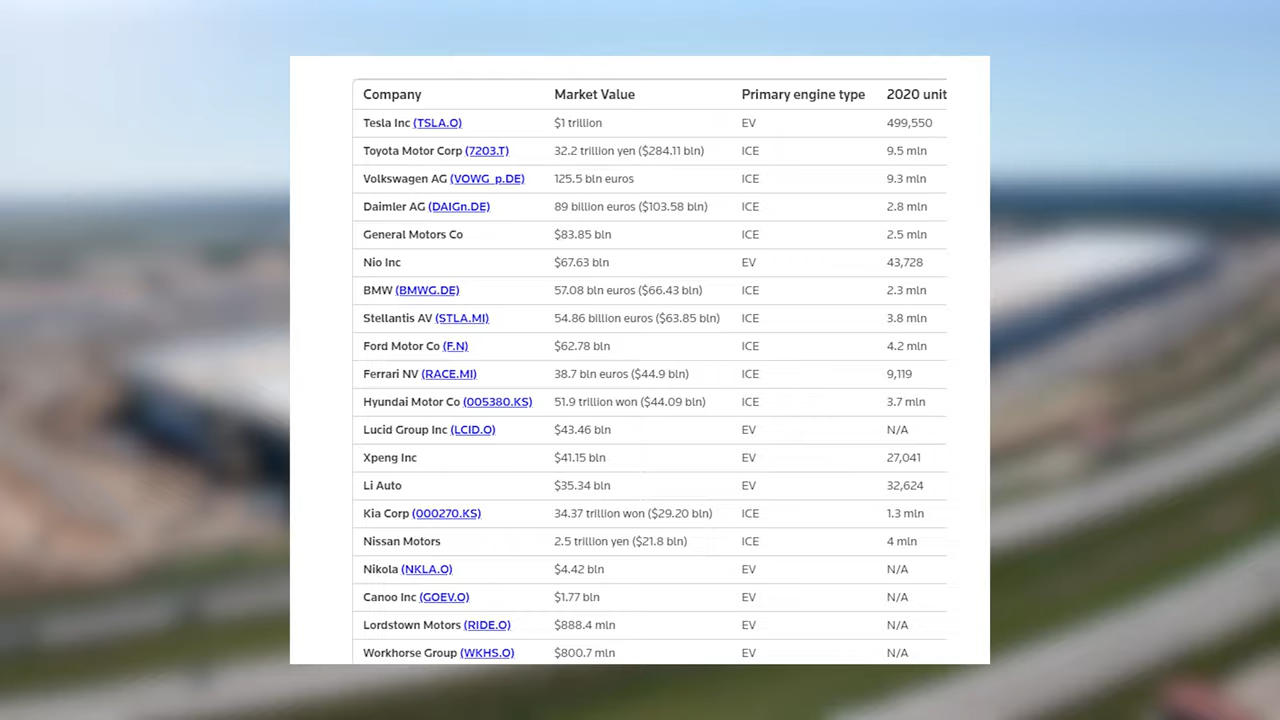 Company Market Value Primary engine type 2020 unit
Tesla Inc (TSLA.O) $1 trillion EV 499,550
Toyota Motor Corp (7203.T) 32.2 trillion yen ($284.11 bln) ICE 9.5 mln
Volkswagen AG (VOWG_p.DE) 125.5 bln euros ICE 9.3 mln
Daimler AG (DAIGn.DE) 89 billion euros ($103.58 bln) ICE 2.8 mln
General Motors Co $83.85 bln ICE 2.5 mln
Nio Inc $67.63 bln EV 43,728
BMW (BMWG.DE) 57.08 bln euros ($66.43 bln) ICE 2.3 mln
Stellantis AV (STLA.MI) 54.86 billion euros ($63.85 bln) ICE 3.8 mln
Ford Motor Co (F.N) $62.78 bln ICE 4.2 mln
Ferrari NV (RACE.MI) 38.7 bln euros ($44.9 bln) ICE 9,119
Hyundai Motor Co (005380.KS) 51.9 trillion won ($44.09 bln) ICE 3.7 mln
Lucid Group Inc (LCID.O) $43.46 bln EV N/A
Xpeng Inc $41.15 bln EV 27,041
Li Auto $35.34 bln EV 32,624
Kia Corp (000270.KS) 34.37 trillion won ($29.20 bln) ICE 1.3 mln
Nissan Motors 2.5 trillion yen ($21.8 bln) ICE 4 mln
Nikola (NKLA.O) $4.42 bln EV N/A
Canoo Inc (GOEV.O) $1.77 bln EV N/A
Lordstown Motors (RIDE.O) $888.4 mln EV N/A
Workhorse Group (WKHS.O) $800.7 mln EV N/A